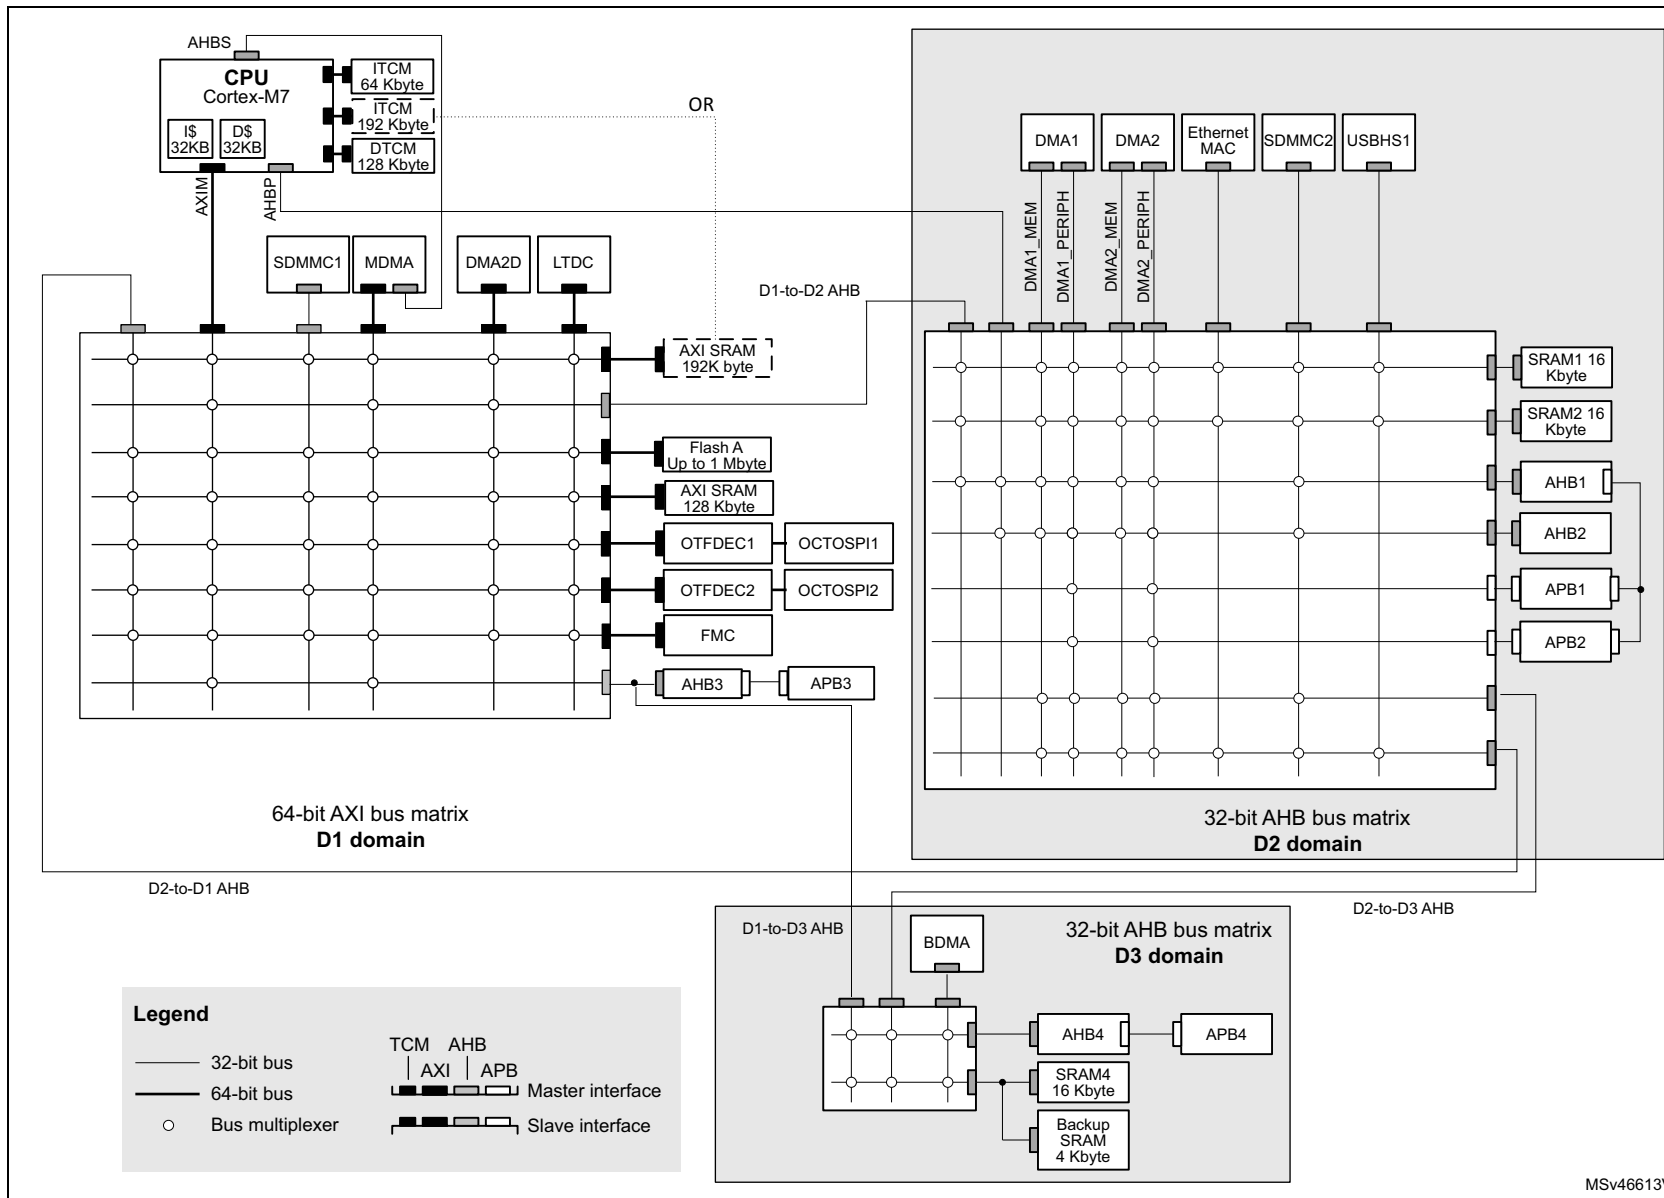 AHBS
CPU
Cortex-M7
I$
32KB
D$
32KB
ITCM
64 Kbyte
ITCM
192 Kbyte
DTCM
128 Kbyte
OR
AXIM
AHBP
SDMMC1
MDMA
DMA2D
LTDC
D1-to-D2 AHB
AXI SRAM
192K byte
Flash A
Up to 1 Mbyte
AXI SRAM
128 Kbyte
OTFDEC1
OCTOSPI1
OTFDEC2
OCTOSPI2
FMC
AHB3
APB3
64-bit AXI bus matrix
D1 domain
DMA1
DMA2
Ethernet
MAC
SDMMC2
USBHS1
DMA1_MEM
DMA1_PERIPH
DMA2_MEM
DMA2_PERIPH
SRAM1 16
Kbyte
SRAM2 16
Kbyte
AHB1
AHB2
APB1
APB2
32-bit AHB bus matrix
D2 domain
D2-to-D1 AHB
D2-to-D3 AHB
D1-to-D3 AHB
BDMA
32-bit AHB bus matrix
D3 domain
AHB4
APB4
SRAM4
16 Kbyte
Backup
SRAM
4 Kbyte
Legend
32-bit bus
64-bit bus
Bus multiplexer
TCM
AHB
AXI
APB
Master interface
Slave interface